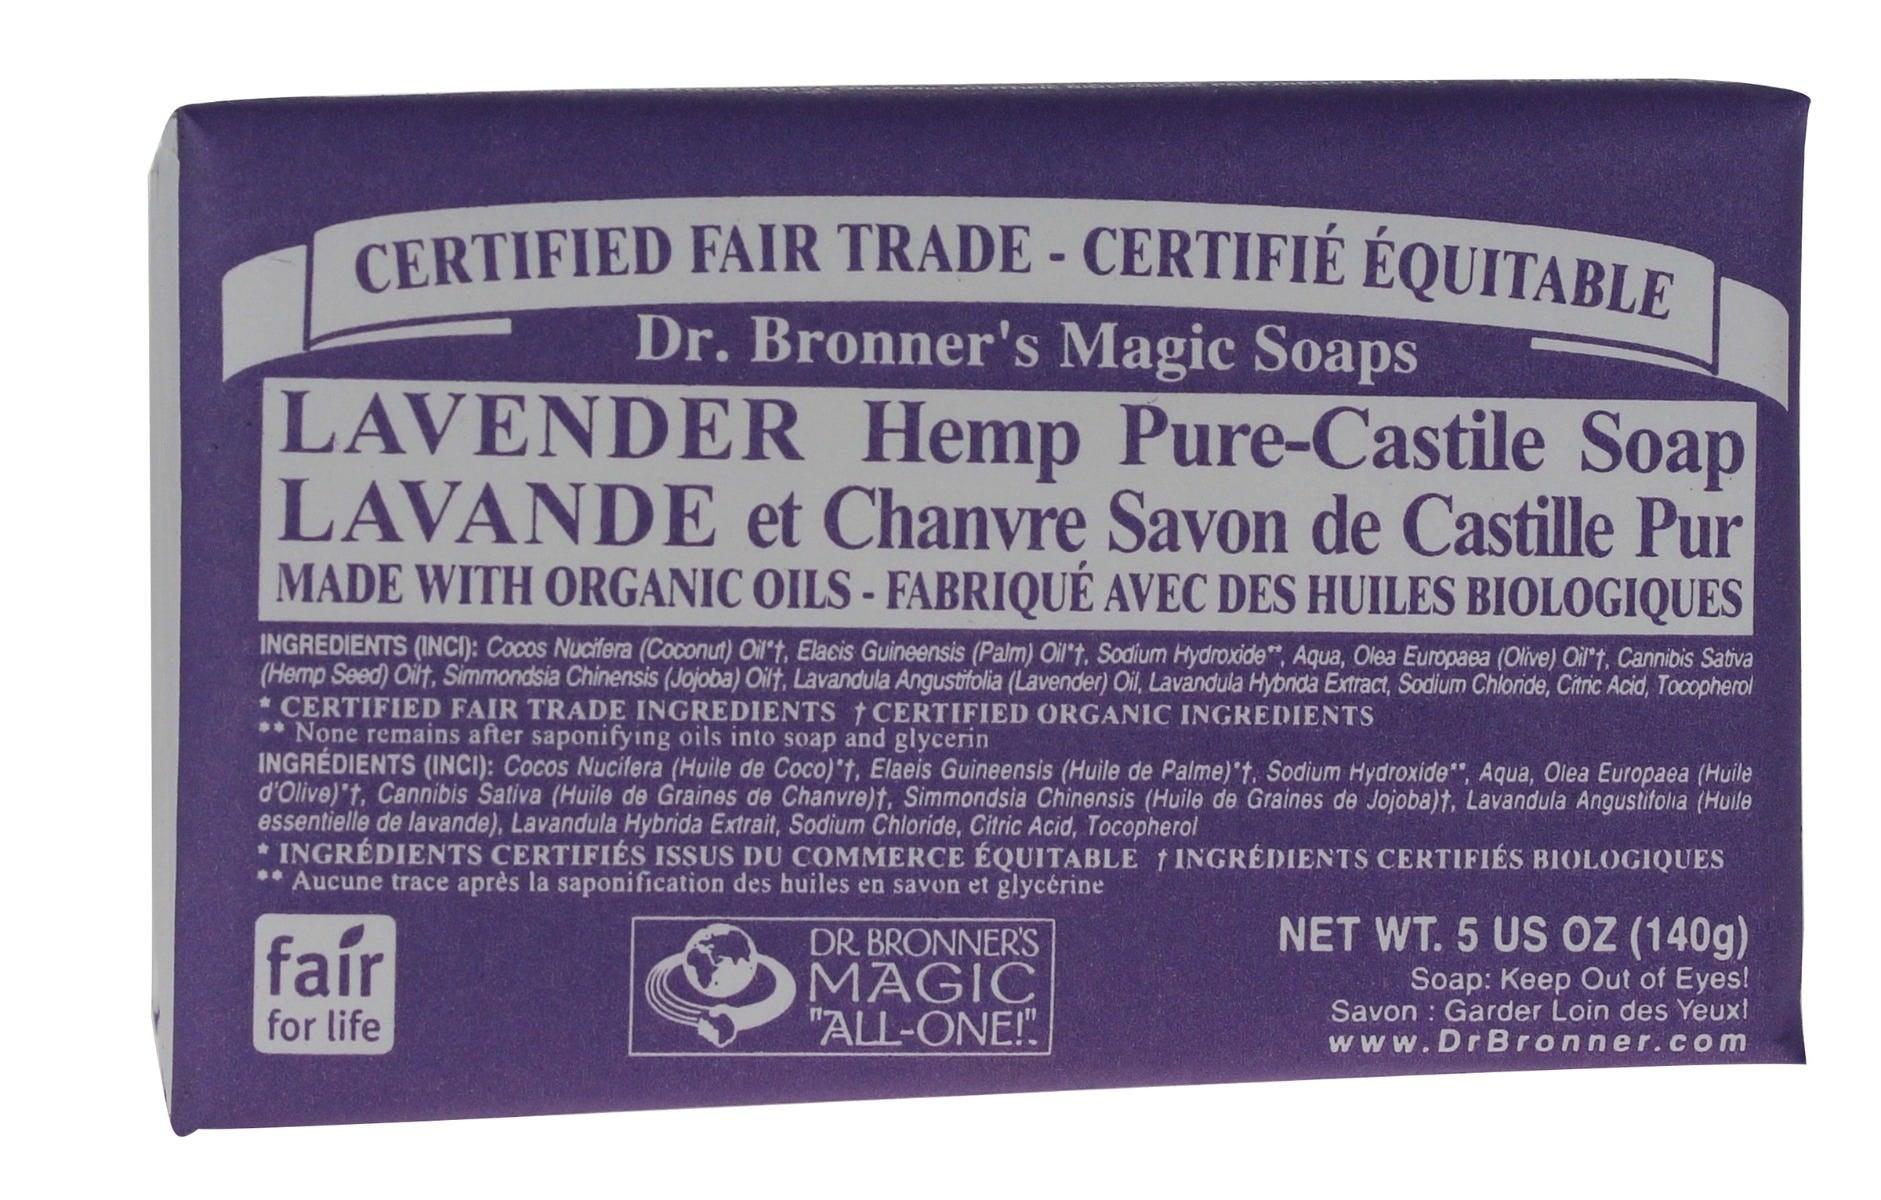 CERTIFIED FAIR TRADE - CERTIFIÉ ÉQUITABLE
Dr. Bronner's Magic Soaps
LAVENDER Hemp Pure-Castile Soap
LAVANDE et Chanvre Savon de Castille Pur
MADE WITH ORGANIC OILS - FABRIQUÉ AVEC DES HUILES BIOLOGIQUES
INGREDIENTS (INCI): Cocos Nucifera (Coconut) Oil*†, Elaeis Guineensis (Palm) Oil*†, Sodium Hydroxide**, Aqua, Olea Europaea (Olive) Oil*†, Cannibis Sativa
(Hemp Seed) Oil†, Simmondsia Chinensis (Jojoba) Oil†, Lavandula Angustifolia (Lavender) Oil, Lavandula Hybrida Extract, Sodium Chloride, Citric Acid, Tocopherol
* CERTIFIED FAIR TRADE INGREDIENTS † CERTIFIED ORGANIC INGREDIENTS
** None remains after saponifying oils into soap and glycerin
INGRÉDIENTS (INCI): Cocos Nucifera (Huile de Coco)*†, Elaeis Guineensis (Huile de Palme)*†, Sodium Hydroxide**, Aqua, Olea Europaea (Huile
d'Olive)*†, Cannibis Sativa (Huile de Graines de Chanvre)†, Simmondsia Chinensis (Huile de Graines de Jojoba)†, Lavandula Angustifolia (Huile
essentielle de lavande), Lavandula Hybrida Extrait, Sodium Chloride, Citric Acid, Tocopherol
* INGRÉDIENTS CERTIFIÉS ISSUS DU COMMERCE ÉQUITABLE † INGRÉDIENTS CERTIFIÉS BIOLOGIQUES
** Aucune trace après la saponification des huiles en savon et glycérine
fair
for life
DR. BRONNER'S
MAGIC
"ALL-ONE!".
NET WT. 5 US OZ (140g)
Soap: Keep Out of Eyes!
Savon : Garder Loin des Yeux!
www.DrBronner.com